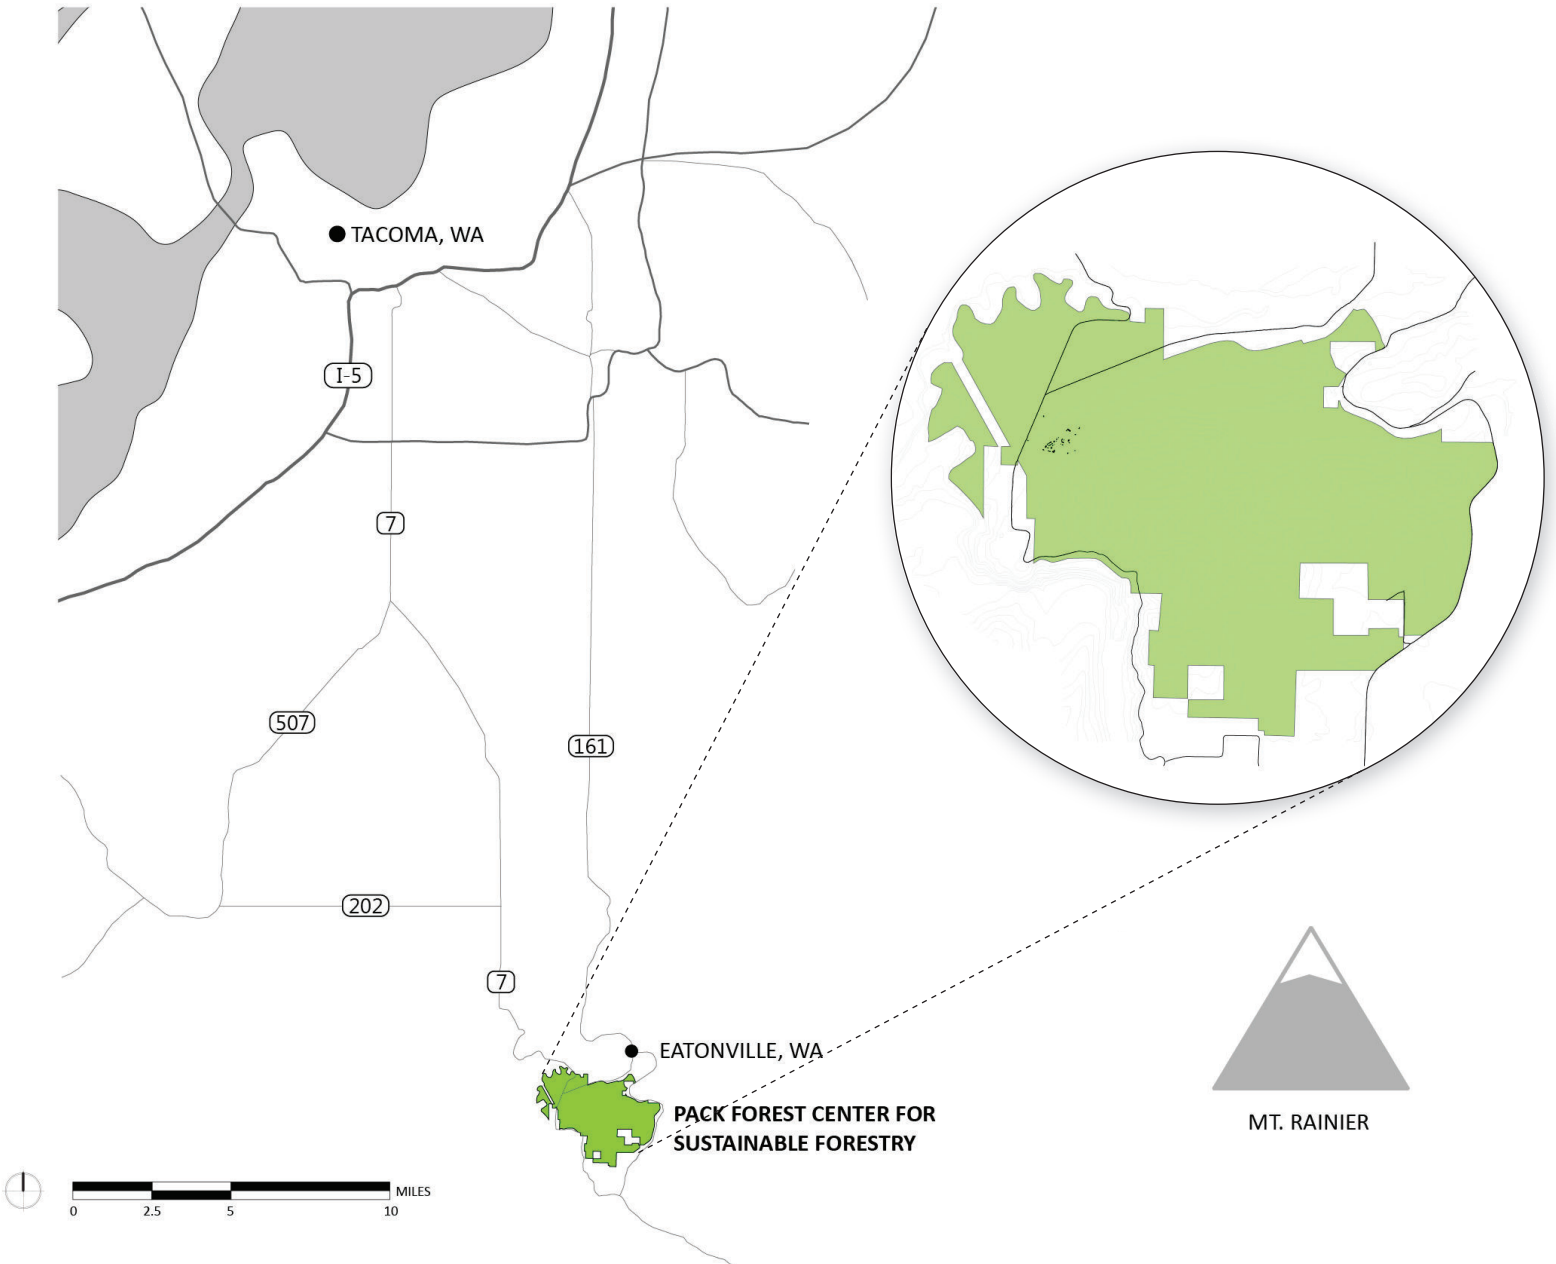 TACOMA, WA
I-5
7
507
161
202
7
EATONVILLE, WA
PACK FOREST CENTER FOR
SUSTAINABLE FORESTRY
MT. RAINIER
MILES
0 2.5 5 10